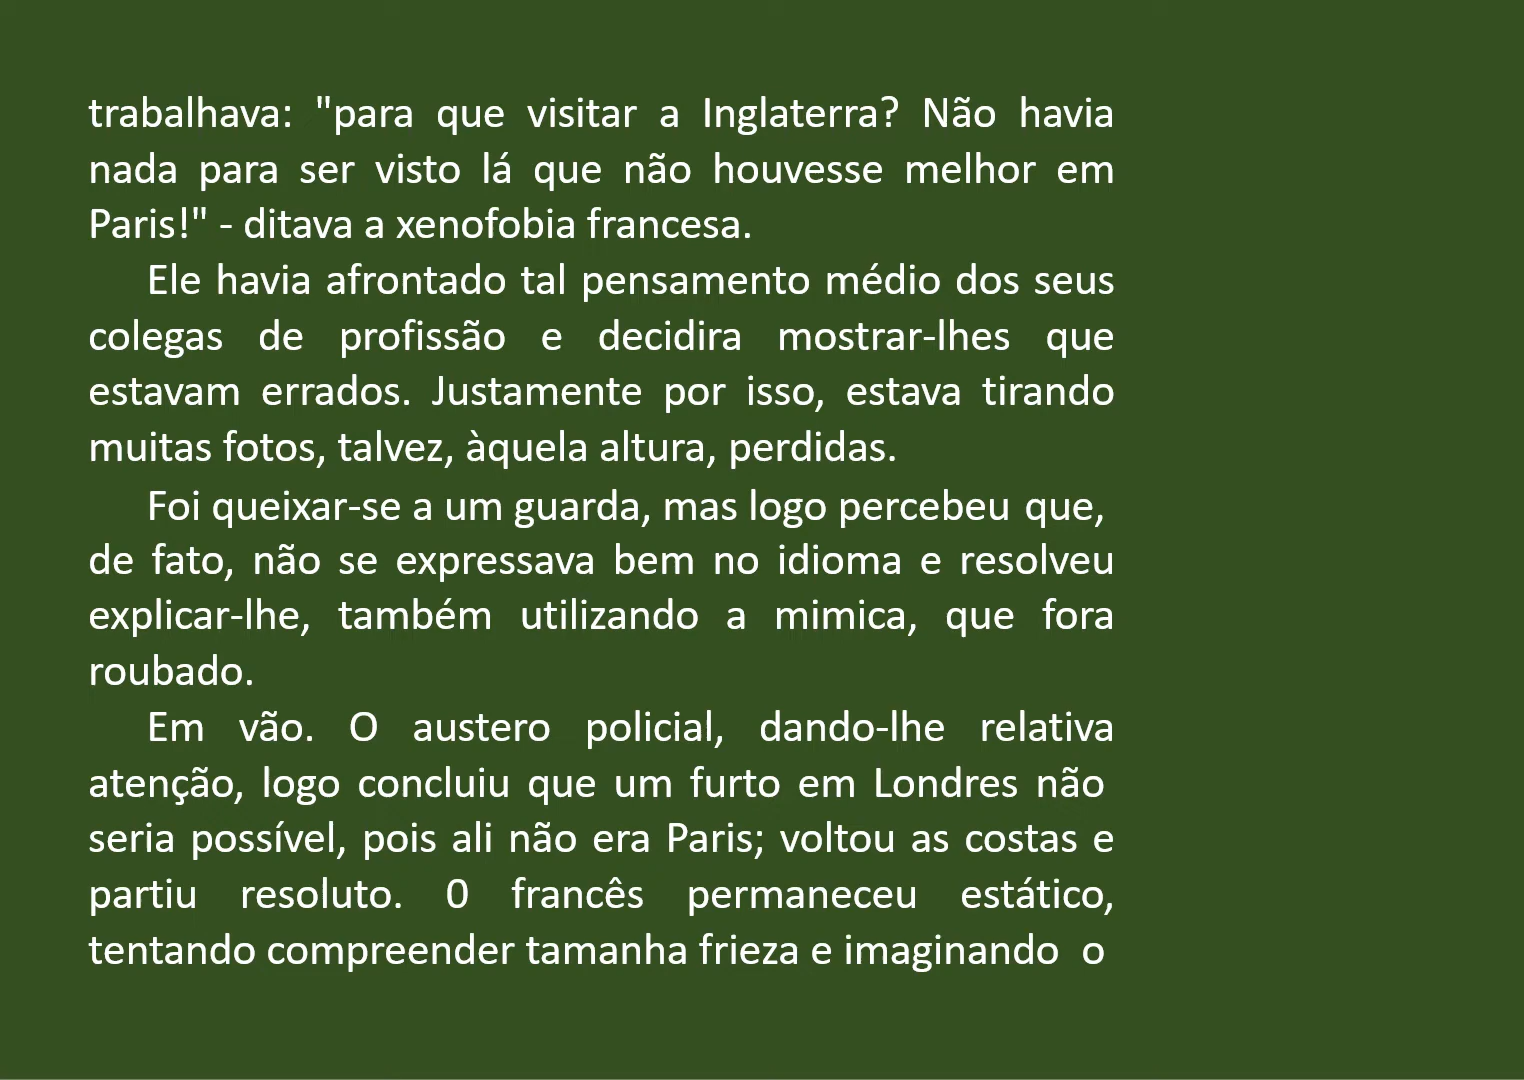 trabalhava: "para que visitar a Inglaterra? Não havia
nada para ser visto lá que não houvesse melhor em
Paris!" - ditava a xenofobia francesa.
Ele havia afrontado tal pensamento médio dos seus
colegas de profissão e decidira mostrar-lhes que
estavam errados. Justamente por isso, estava tirando
muitas fotos, talvez, àquela altura, perdidas.
Foi queixar-se a um guarda, mas logo percebeu que,
de fato, não se expressava bem no idioma e resolveu
explicar-lhe, também utilizando a mimica, que fora
roubado.
Em vão. O austero policial, dando-lhe relativa
atenção, logo concluiu que um furto em Londres não
seria possível, pois ali não era Paris; voltou as costas e
partiu resoluto. 0 francês permaneceu estático,
tentando compreender tamanha frieza e imaginando o